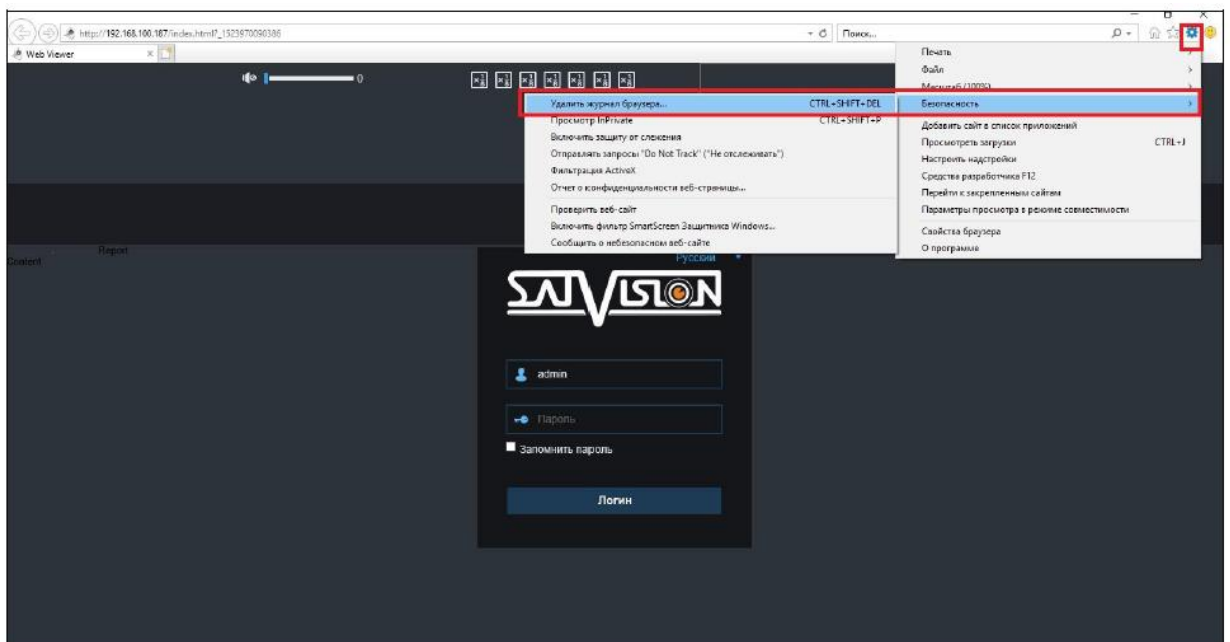 http://192.168.100.187/index.html?_1523970090386
Поиск...
Web Viewer
0
Печать
Файл
Масштаб (100%)
Безопасность
Добавить сайт в список приложений
Просмотреть загрузки CTRL+J
Настроить надстройки
Средства разработчика F12
Перейти к закрепленным сайтам
Параметры просмотра в режиме совместимости
Свойства браузера
О программе
Удалить журнал браузера... CTRL+SHIFT+DEL
Просмотр InPrivate CTRL+SHIFT+P
Включить защиту от слежения
Отправлять запросы "Do Not Track" ("Не отслеживать")
Фильтрация ActiveX
Отчет о конфиденциальности веб-страницы...
Проверить веб-сайт
Включить фильтр SmartScreen Защитника Windows...
Сообщить о небезопасном веб-сайте
Report
Content
Русский
SATVISION
admin
Пароль
Запомнить пароль
Логин